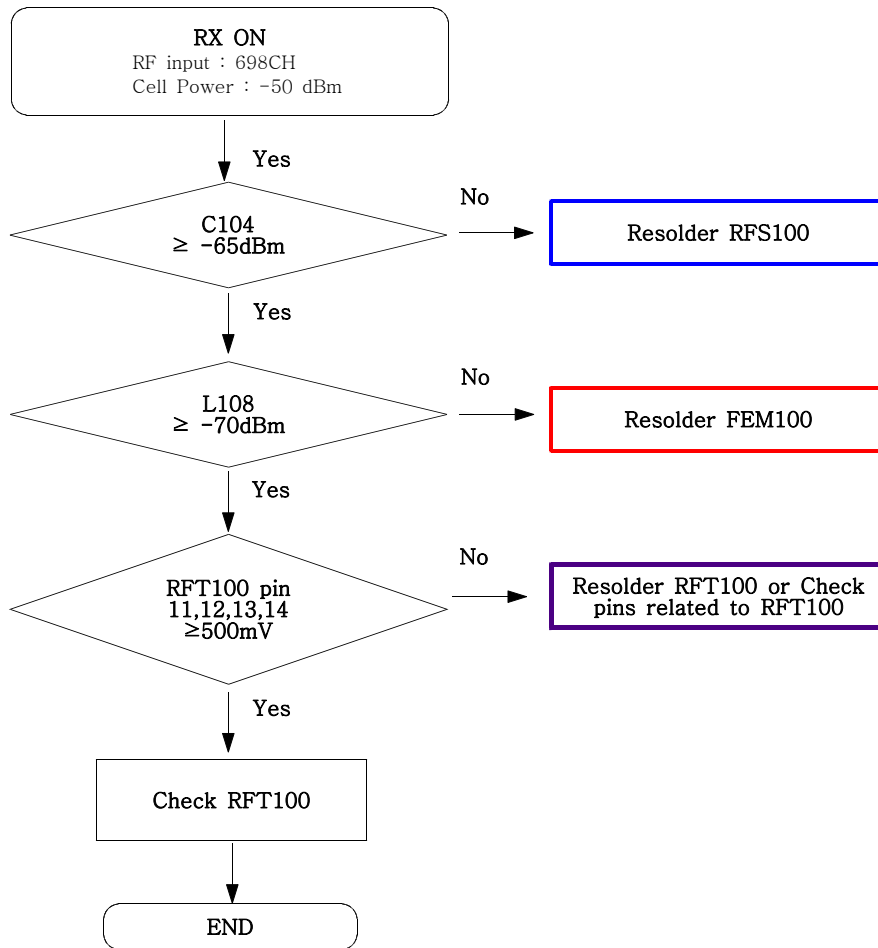 RX ON
RF input : 698CH
Cell Power : -50 dBm
Yes
C104
≥ -65dBm
No
Resolder RFS100
Yes
L108
≥ -70dBm
No
Resolder FEM100
Yes
RFT100 pin
11,12,13,14
≥500mV
No
Resolder RFT100 or Check
pins related to RFT100
Yes
Check RFT100
END